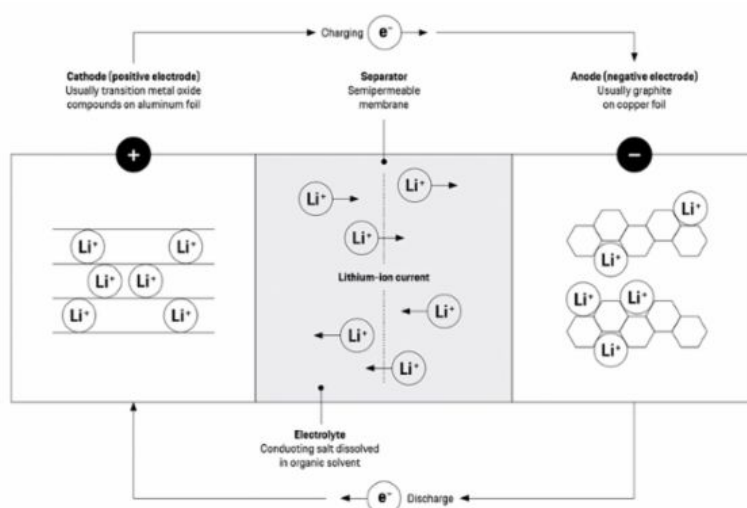 Charging e⁻
Cathode (positive electrode)
Usually transition metal oxide
compounds on aluminum foil
Separator
Semipermeable
membrane
Anode (negative electrode)
Usually graphite
on copper foil
+
−
Li⁺
Li⁺
Li⁺
Li⁺
Li⁺
Li⁺
Li⁺
Li⁺
Li⁺
Li⁺
Li⁺
Li⁺
Lithium-ion current
Li⁺
Li⁺
Li⁺
Li⁺
Li⁺
Li⁺
Li⁺
Electrolyte
Conducting salt dissolved
in organic solvent
e⁻ Discharge